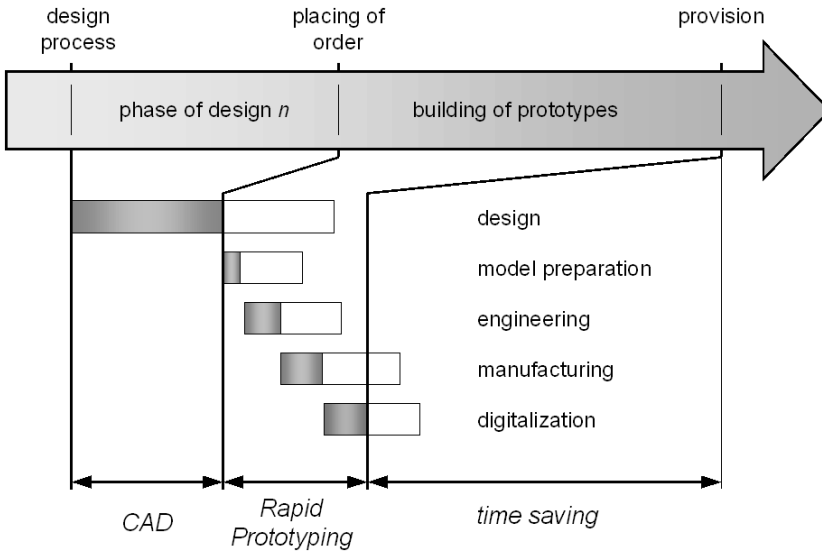 design
process
placing of
order
provision
phase of design n
building of prototypes
design
model preparation
engineering
manufacturing
digitalization
CAD
Rapid
Prototyping
time saving